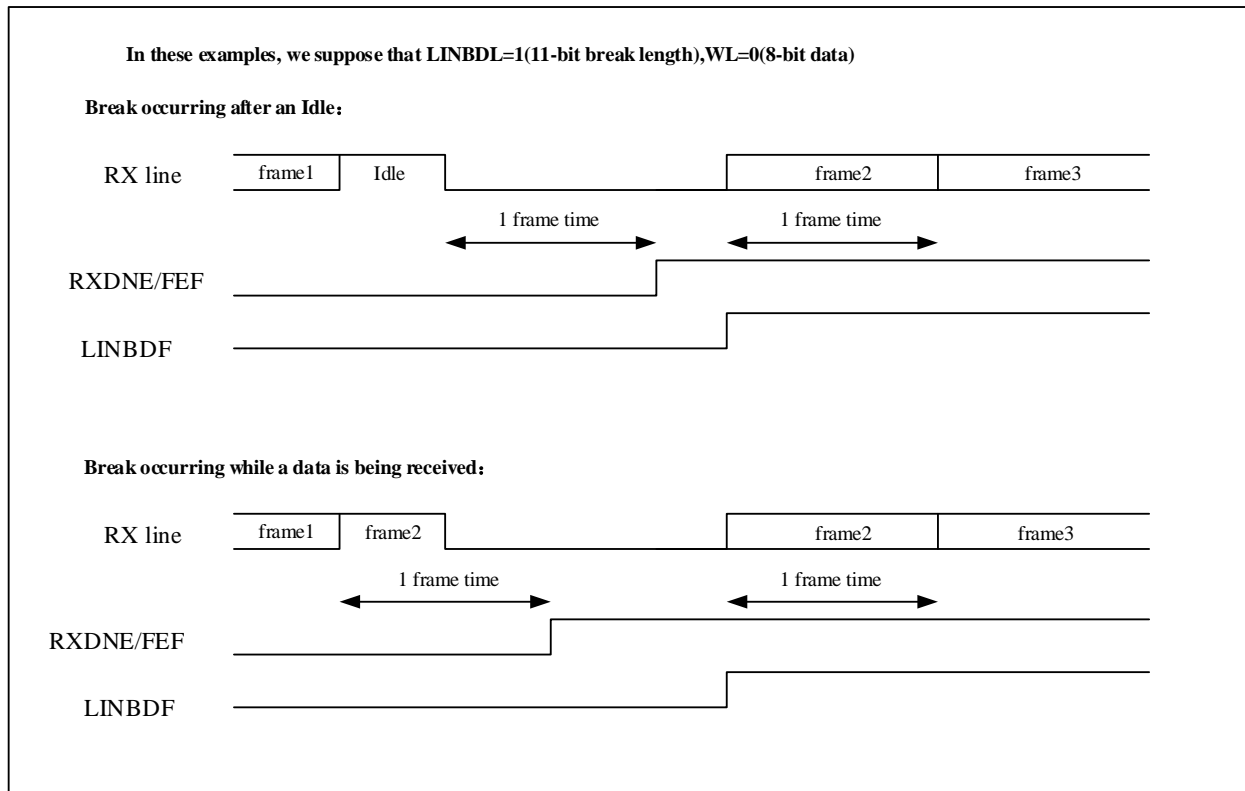 In these examples, we suppose that LINBDL=1(11-bit break length),WL=0(8-bit data)
Break occurring after an Idle：
RX line frame1 Idle frame2 frame3
1 frame time 1 frame time
RXDNE/FEF
LINBDF
Break occurring while a data is being received：
RX line frame1 frame2 frame2 frame3
1 frame time 1 frame time
RXDNE/FEF
LINBDF